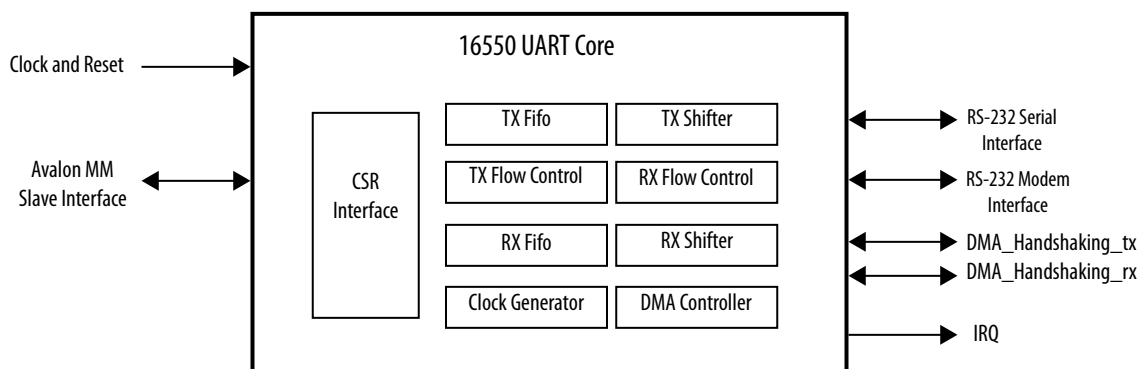 16550 UART Core
Clock and Reset
Avalon MM
Slave Interface
CSR
Interface
TX Fifo
TX Shifter
TX Flow Control
RX Flow Control
RX Fifo
RX Shifter
Clock Generator
DMA Controller
RS-232 Serial
Interface
RS-232 Modem
Interface
DMA_Handshaking_tx
DMA_Handshaking_rx
IRQ